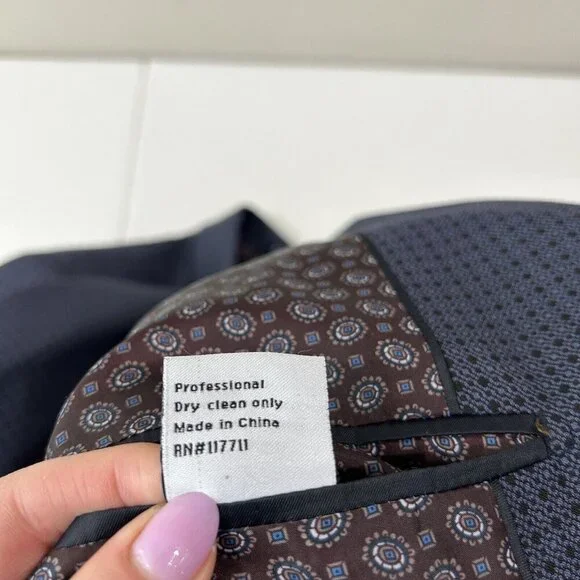 Professional
Dry clean only
Made in China
RN#117711